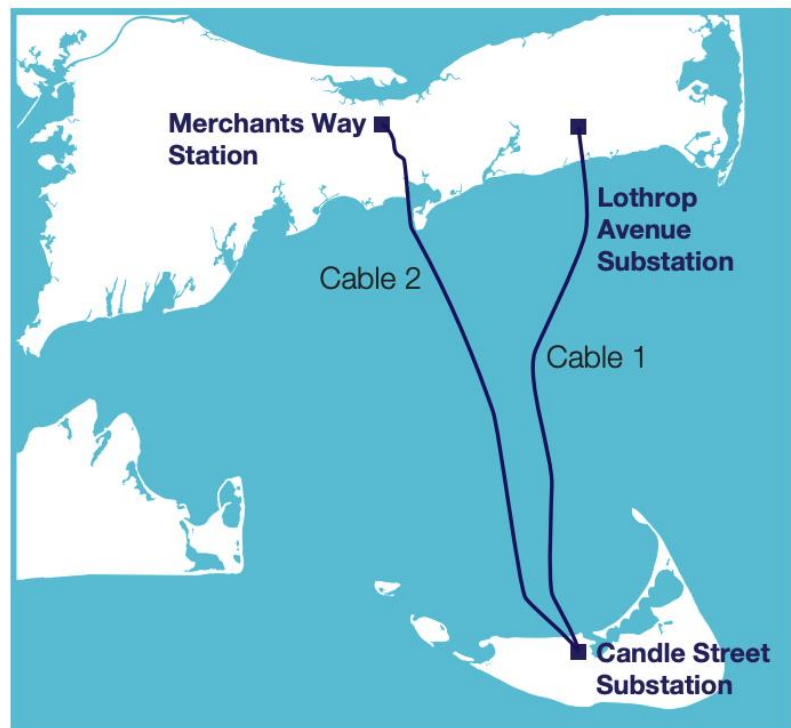 Merchants Way
Station
Lothrop
Avenue
Substation
Cable 2
Cable 1
Candle Street
Substation